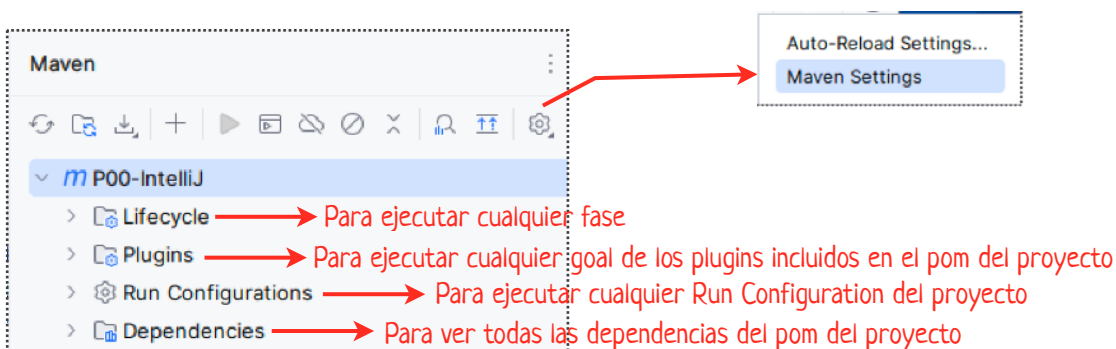 Maven
Auto-Reload Settings...
Maven Settings
m P00-IntelliJ
Lifecycle Para ejecutar cualquier fase
Plugins Para ejecutar cualquier goal de los plugins incluidos en el pom del proyecto
Run Configurations Para ejecutar cualquier Run Configuration del proyecto
Dependencies Para ver todas las dependencias del pom del proyecto